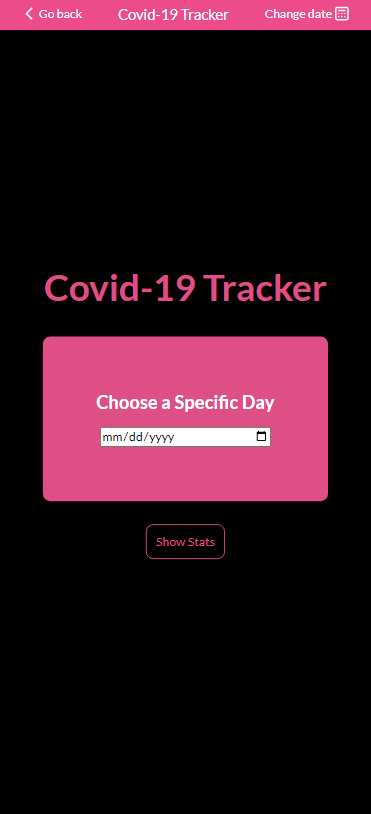 Go back Covid-19 Tracker Change date
Covid-19 Tracker
Choose a Specific Day
mm/dd/yyyy
Show Stats